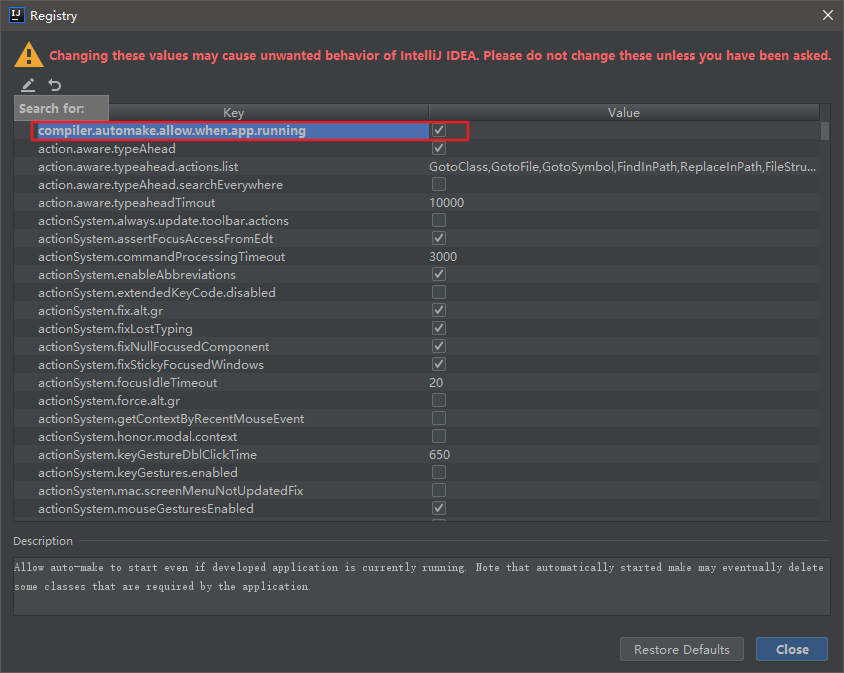 Registry
Changing these values may cause unwanted behavior of IntelliJ IDEA. Please do not change these unless you have been asked.
Search for:
Key Value
compiler.automake.allow.when.app.running
action.aware.typeAhead
action.aware.typeahead.actions.list GotoClass,GotoFile,GotoSymbol,FindInPath,ReplaceInPath,FileStru...
action.aware.typeAhead.searchEverywhere
action.aware.typeaheadTimout 10000
actionSystem.always.update.toolbar.actions
actionSystem.assertFocusAccessFromEdt
actionSystem.commandProcessingTimeout 3000
actionSystem.enableAbbreviations
actionSystem.extendedKeyCode.disabled
actionSystem.fix.alt.gr
actionSystem.fixLostTyping
actionSystem.fixNullFocusedComponent
actionSystem.fixStickyFocusedWindows
actionSystem.focusIdleTimeout 20
actionSystem.force.alt.gr
actionSystem.getContextByRecentMouseEvent
actionSystem.honor.modal.context
actionSystem.keyGestureDblClickTime 650
actionSystem.keyGestures.enabled
actionSystem.mac.screenMenuNotUpdatedFix
actionSystem.mouseGesturesEnabled
Description
Allow auto-make to start even if developed application is currently running. Note that automatically started make may eventually delete
some classes that are required by the application.
Restore Defaults Close